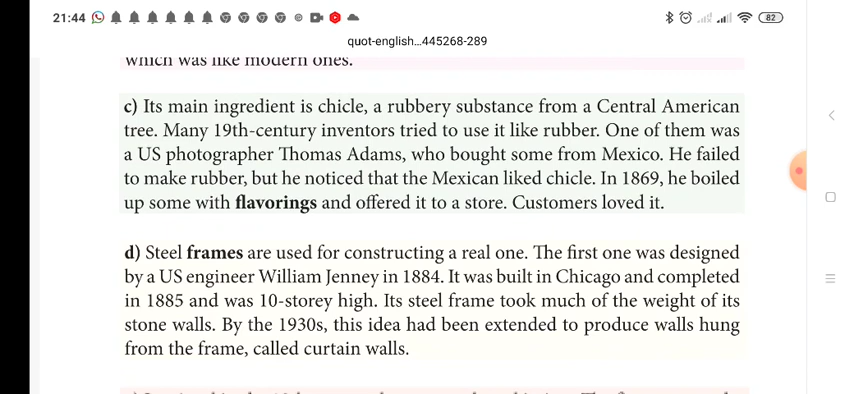 21:44
82
quot-english...445268-289
which was like modern ones.
c) Its main ingredient is chicle, a rubbery substance from a Central American
tree. Many 19th-century inventors tried to use it like rubber. One of them was
a US photographer Thomas Adams, who bought some from Mexico. He failed
to make rubber, but he noticed that the Mexican liked chicle. In 1869, he boiled
up some with flavorings and offered it to a store. Customers loved it.
d) Steel frames are used for constructing a real one. The first one was designed
by a US engineer William Jenney in 1884. It was built in Chicago and completed
in 1885 and was 10-storey high. Its steel frame took much of the weight of its
stone walls. By the 1930s, this idea had been extended to produce walls hung
from the frame, called curtain walls.